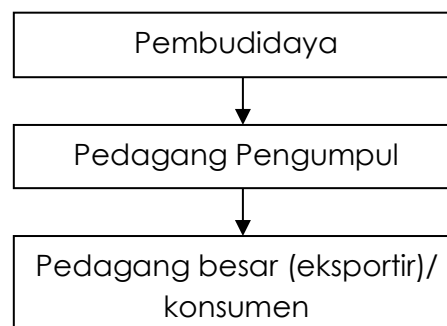 Pembudidaya
Pedagang Pengumpul
Pedagang besar (eksportir)/
konsumen